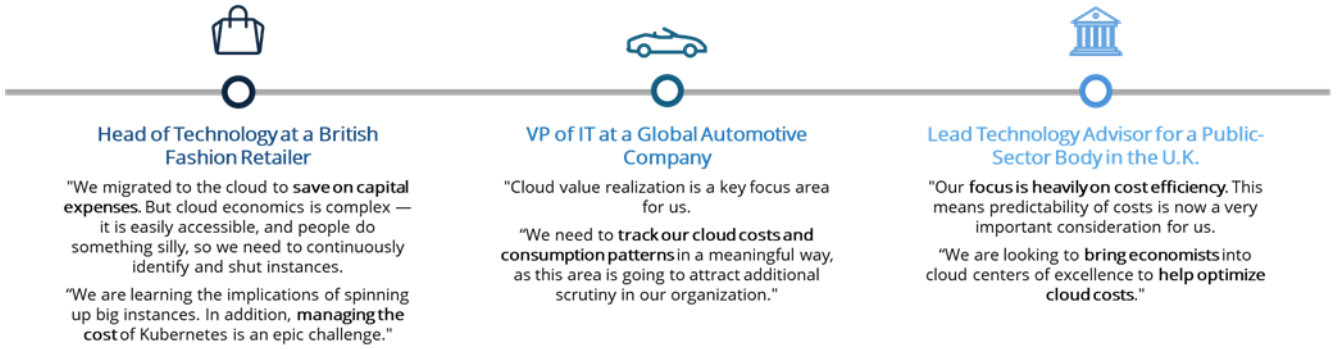 Head of Technology at a British
Fashion Retailer
"We migrated to the cloud to save on capital
expenses. But cloud economics is complex —
it is easily accessible, and people do
something silly, so we need to continuously
identify and shut instances.
“We are learning the implications of spinning
up big instances. In addition, managing the
cost of Kubernetes is an epic challenge."
VP of IT at a Global Automotive
Company
"Cloud value realization is a key focus area
for us.
“We need to track our cloud costs and
consumption patterns in a meaningful way,
as this area is going to attract additional
scrutiny in our organization."
Lead Technology Advisor for a Public-
Sector Body in the U.K.
"Our focus is heavily on cost efficiency. This
means predictability of costs is now a very
important consideration for us.
“We are looking to bring economists into
cloud centers of excellence to help optimize
cloud costs."